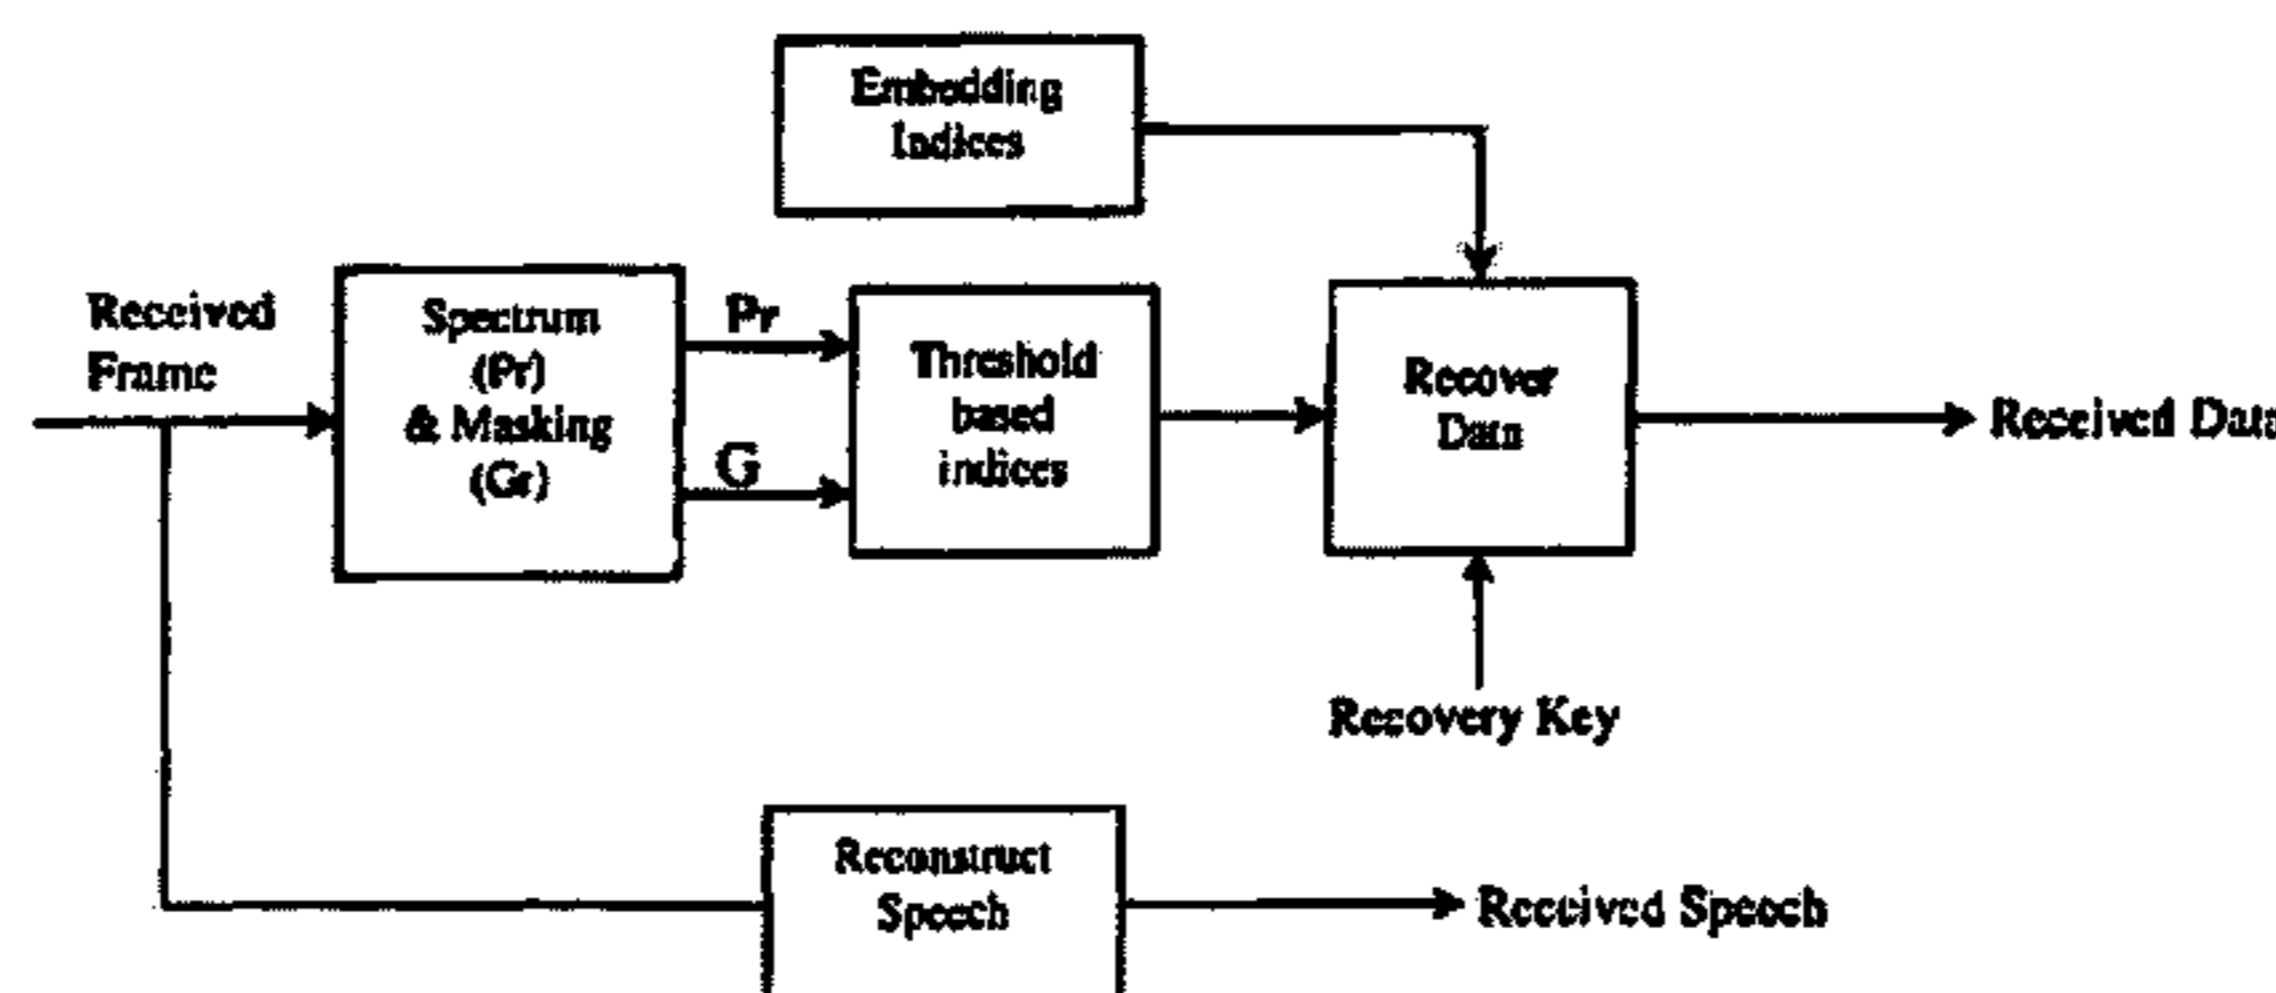 Embedding
Indices
Received
Frame
Spectrum
(Pr)
& Masking
(Gr)
Pr
G
Threshold
based
indices
Recover
Data
Received Data
Recovery Key
Reconstruct
Speech
Received Speech